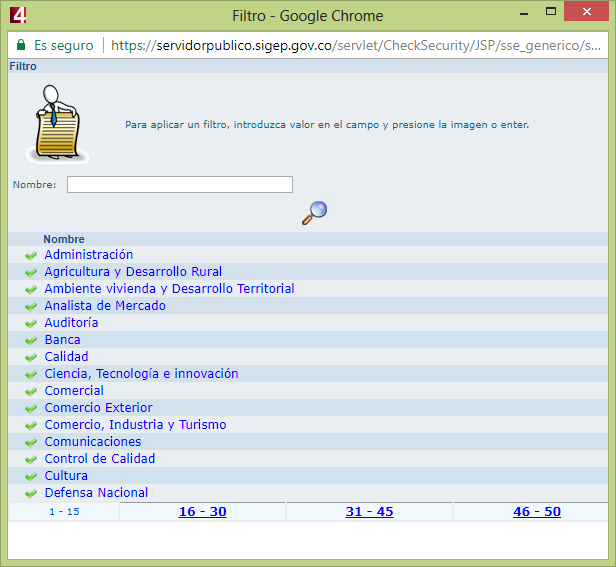 Filtro - Google Chrome
Es seguro https://servidorpublico.sigep.gov.co/servlet/CheckSecurity/JSP/sse_generico/s...
Filtro
Para aplicar un filtro, introduzca valor en el campo y presione la imagen o enter.
Nombre:
Nombre
Administración
Agricultura y Desarrollo Rural
Ambiente vivienda y Desarrollo Territorial
Analista de Mercado
Auditoría
Banca
Calidad
Ciencia, Tecnología e innovación
Comercial
Comercio Exterior
Comercio, Industria y Turismo
Comunicaciones
Control de Calidad
Cultura
Defensa Nacional
1 - 15 16 - 30 31 - 45 46 - 50